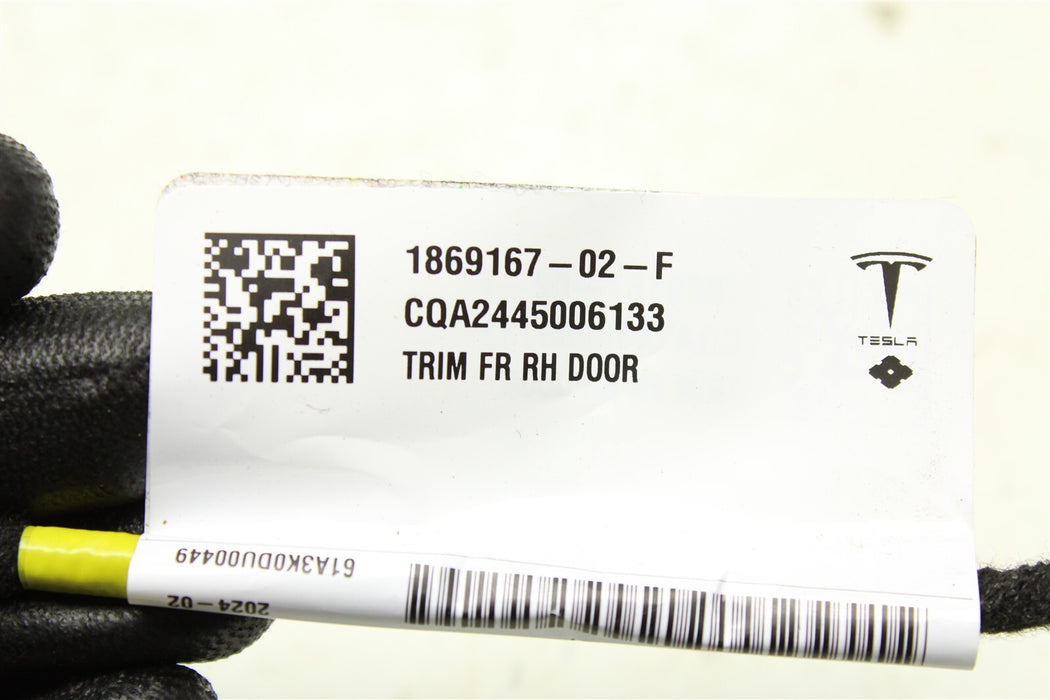 1869167-02-F
CQA2445006133
TRIM FR RH DOOR
TESLA
61A3K0DU00449
2024-02